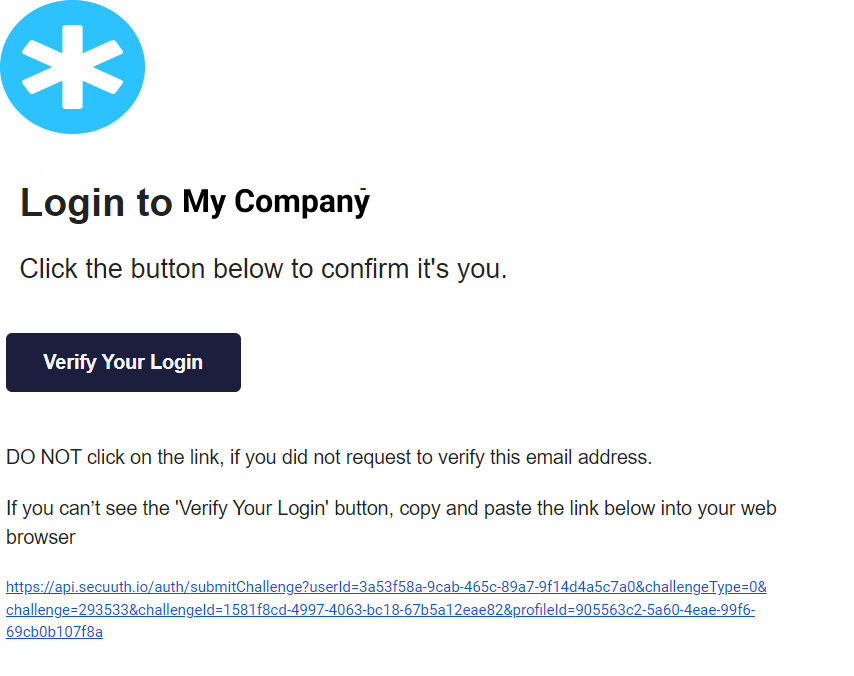 Login to My Company
Click the button below to confirm it's you.
Verify Your Login
DO NOT click on the link, if you did not request to verify this email address.
If you can’t see the 'Verify Your Login' button, copy and paste the link below into your web
browser
https://api.secuuth.io/auth/submitChallenge?userId=3a53f58a-9cab-465c-89a7-9f14d4a5c7a0&challengeType=0&
challenge=293533&challengeId=1581f8cd-4997-4063-bc18-67b5a12eae82&profileId=905563c2-5a60-4eae-99f6-
69cb0b107f8a